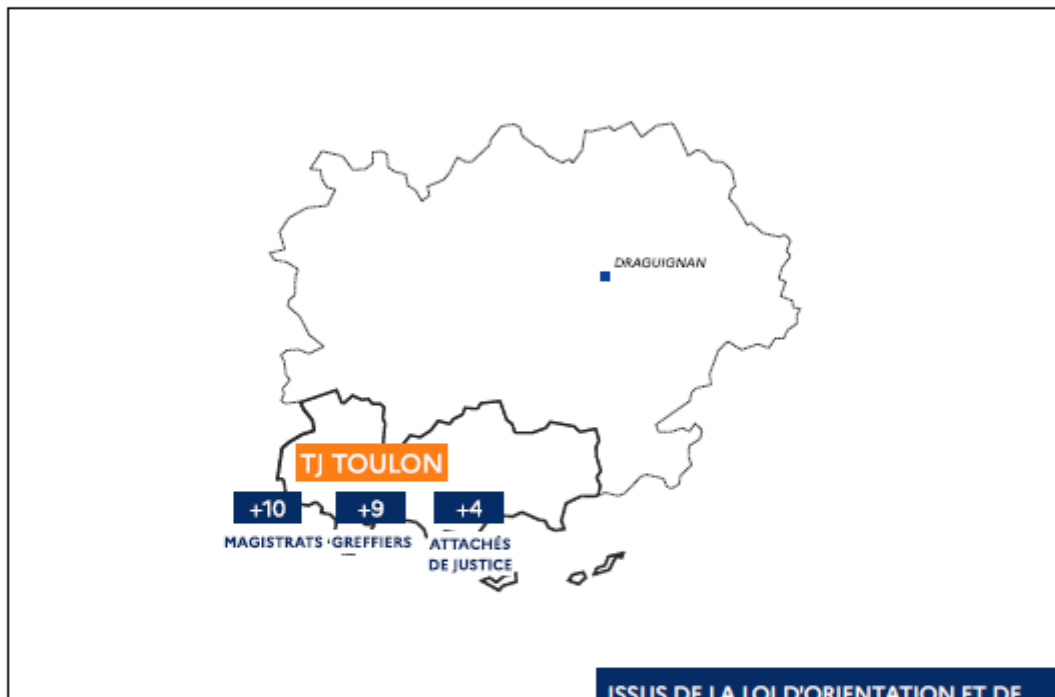 DRAGUIGNAN
TJ TOULON
+10
+9
+4
MAGISTRATS
GREFFIERS
ATTACHÉS
DE JUSTICE
ISSUS DE LA LOI D'ORIENTATION ET DE